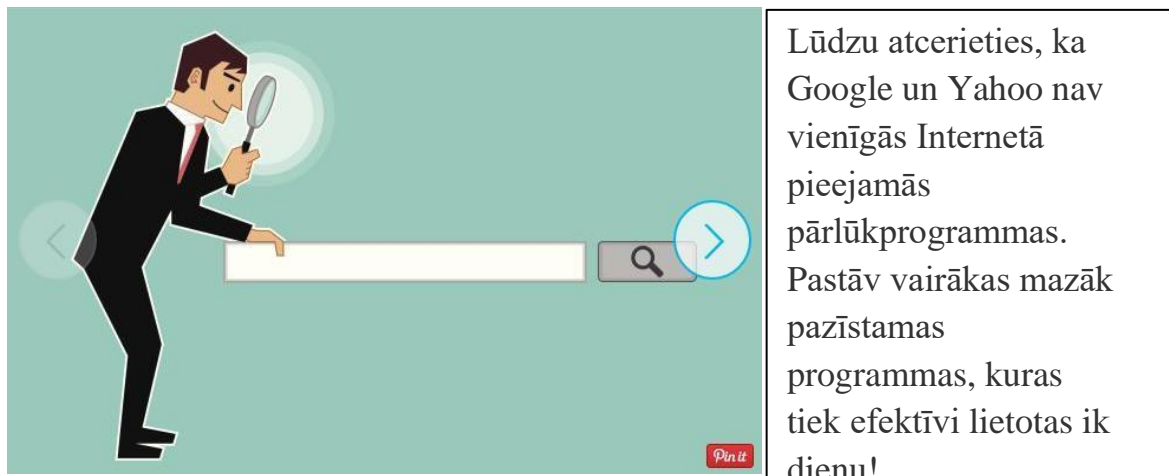 Lūdzu atcerieties, ka
Google un Yahoo nav
vienīgās Internetā
pieejamās
pārlūkprogrammas.
Pastāv vairākas mazāk
pazīstamas
programmas, kuras
tiek efektīvi lietotas ik
dienu!
Pin it